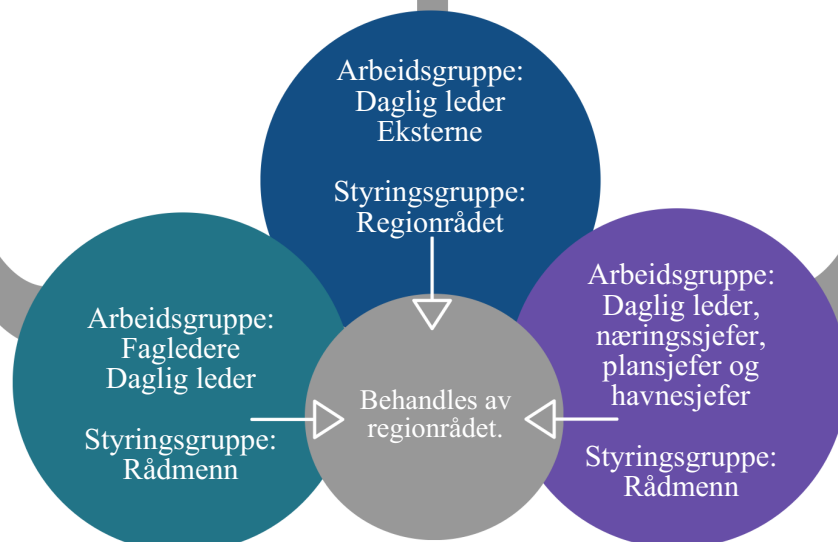 Arbeidsgruppe:
Daglig leder
Eksterne
Styringsgruppe:
Regionrådet
Arbeidsgruppe:
Fagledere
Daglig leder
Styringsgruppe:
Rådmenn
Behandles av
regionrådet.
Arbeidsgruppe:
Daglig leder,
næringssjefer,
plansjefer og
havnesjefer
Styringsgruppe:
Rådmenn